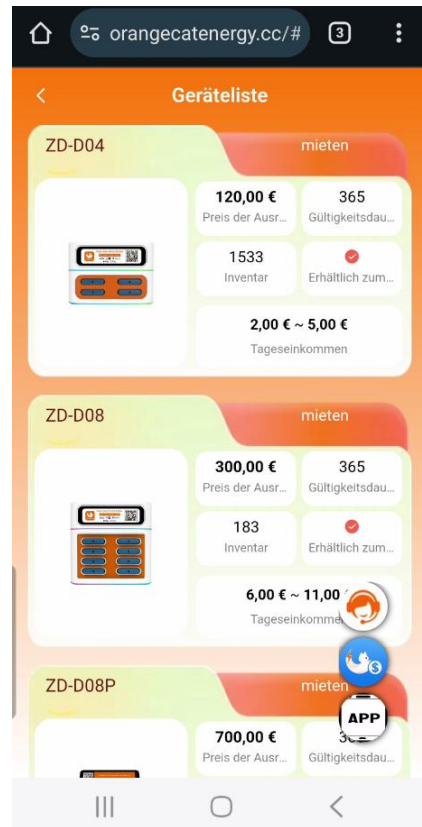 orangecatenergy.cc/#
3
Geräteliste
ZD-D04
mieten
120,00 €
365
Preis der Ausr...
Gültigkeitsdau...
1533
Inventar
Erhältlich zum...
2,00 € ~ 5,00 €
Tageseinkommen
ZD-D08
mieten
300,00 €
365
Preis der Ausr...
Gültigkeitsdau...
183
Inventar
Erhältlich zum...
6,00 € ~ 11,00
ZD-D08P
mieten
APP
700,00 €
Preis der Ausr...
Gültigkeitsdau...